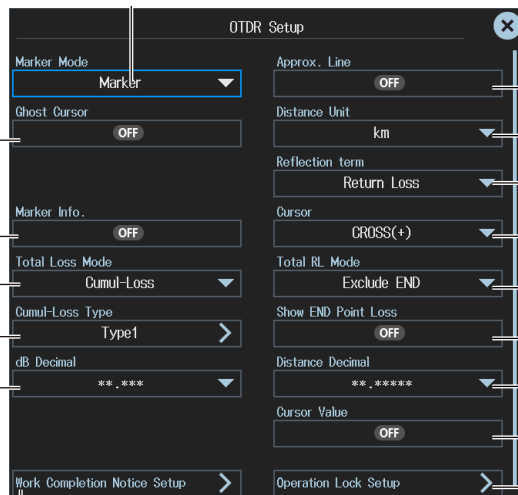 OTDR Setup
Marker Mode
Marker
Approx. Line
OFF
Ghost Cursor
OFF
Distance Unit
km
Reflection term
Return Loss
Marker Info.
OFF
Cursor
CROSS(+)
Total Loss Mode
Cumul-Loss
Total RL Mode
Exclude END
Cumul-Loss Type
Type1
Show END Point Loss
OFF
dB Decimal
**.***
Distance Decimal
**.*****
Cursor Value
OFF
Work Completion Notice Setup
Operation Lock Setup